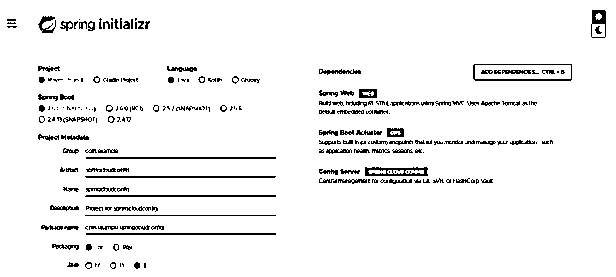 spring initializr
Project
Maven Project Gradle Project
Language
Java Kotlin Groovy
Spring Boot
2.6.0 (RC1) 2.5.7 (SNAPSHOT) 2.5.6
2.4.13 (SNAPSHOT) 2.4.12
Project Metadata
Group com.example
Artifact springcloudconfig
Name springcloudconfig
Description Project for springcloudconfig
Package name com.example.springcloudconfig
Packaging Jar War
Java
Dependencies
ADD DEPENDENCIES... CTRL + B
Spring Web WEB
Build web, including RESTful, applications using Spring MVC. Uses Apache Tomcat as the
default embedded container.
Spring Boot Actuator OPS
Supports built in (or custom) endpoints that let you monitor and manage your application - such
as application health, metrics, sessions, etc.
Config Server SPRING CLOUD CONFIG
Central management for configuration via Git, SVN, or HashiCorp Vault.